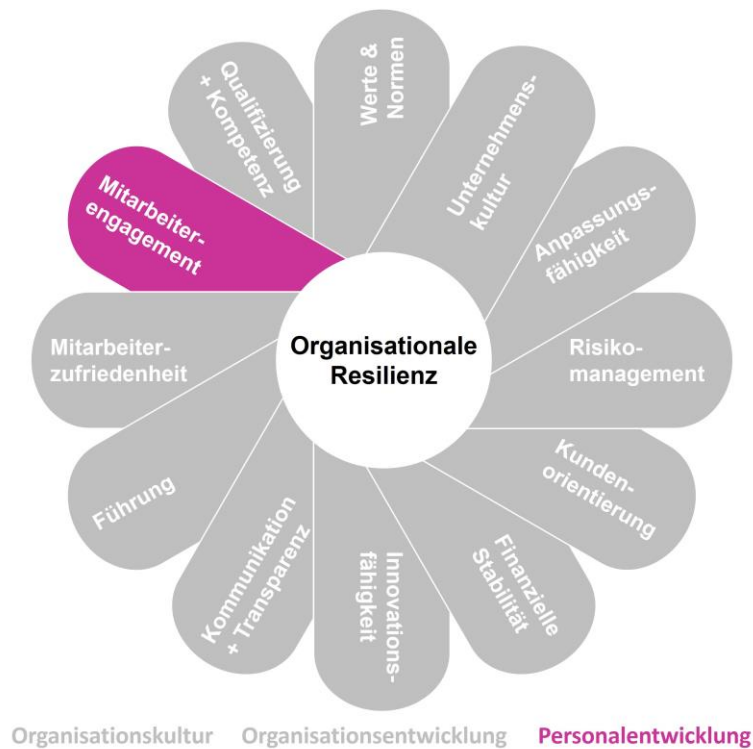 Werte &
Normen
Unternehmens-
kultur
Anpassungs-
fähigkeit
Risiko-
management
Kunden-
orientierung
Finanzielle
Stabilität
Innovations-
fähigkeit
Kommunikation
+ Transparenz
Führung
Mitarbeiter-
zufriedenheit
Mitarbeiter-
engagement
Qualifizierung
+ Kompetenz
Organisationale
Resilienz
Organisationskultur Organisationsentwicklung Personalentwicklung